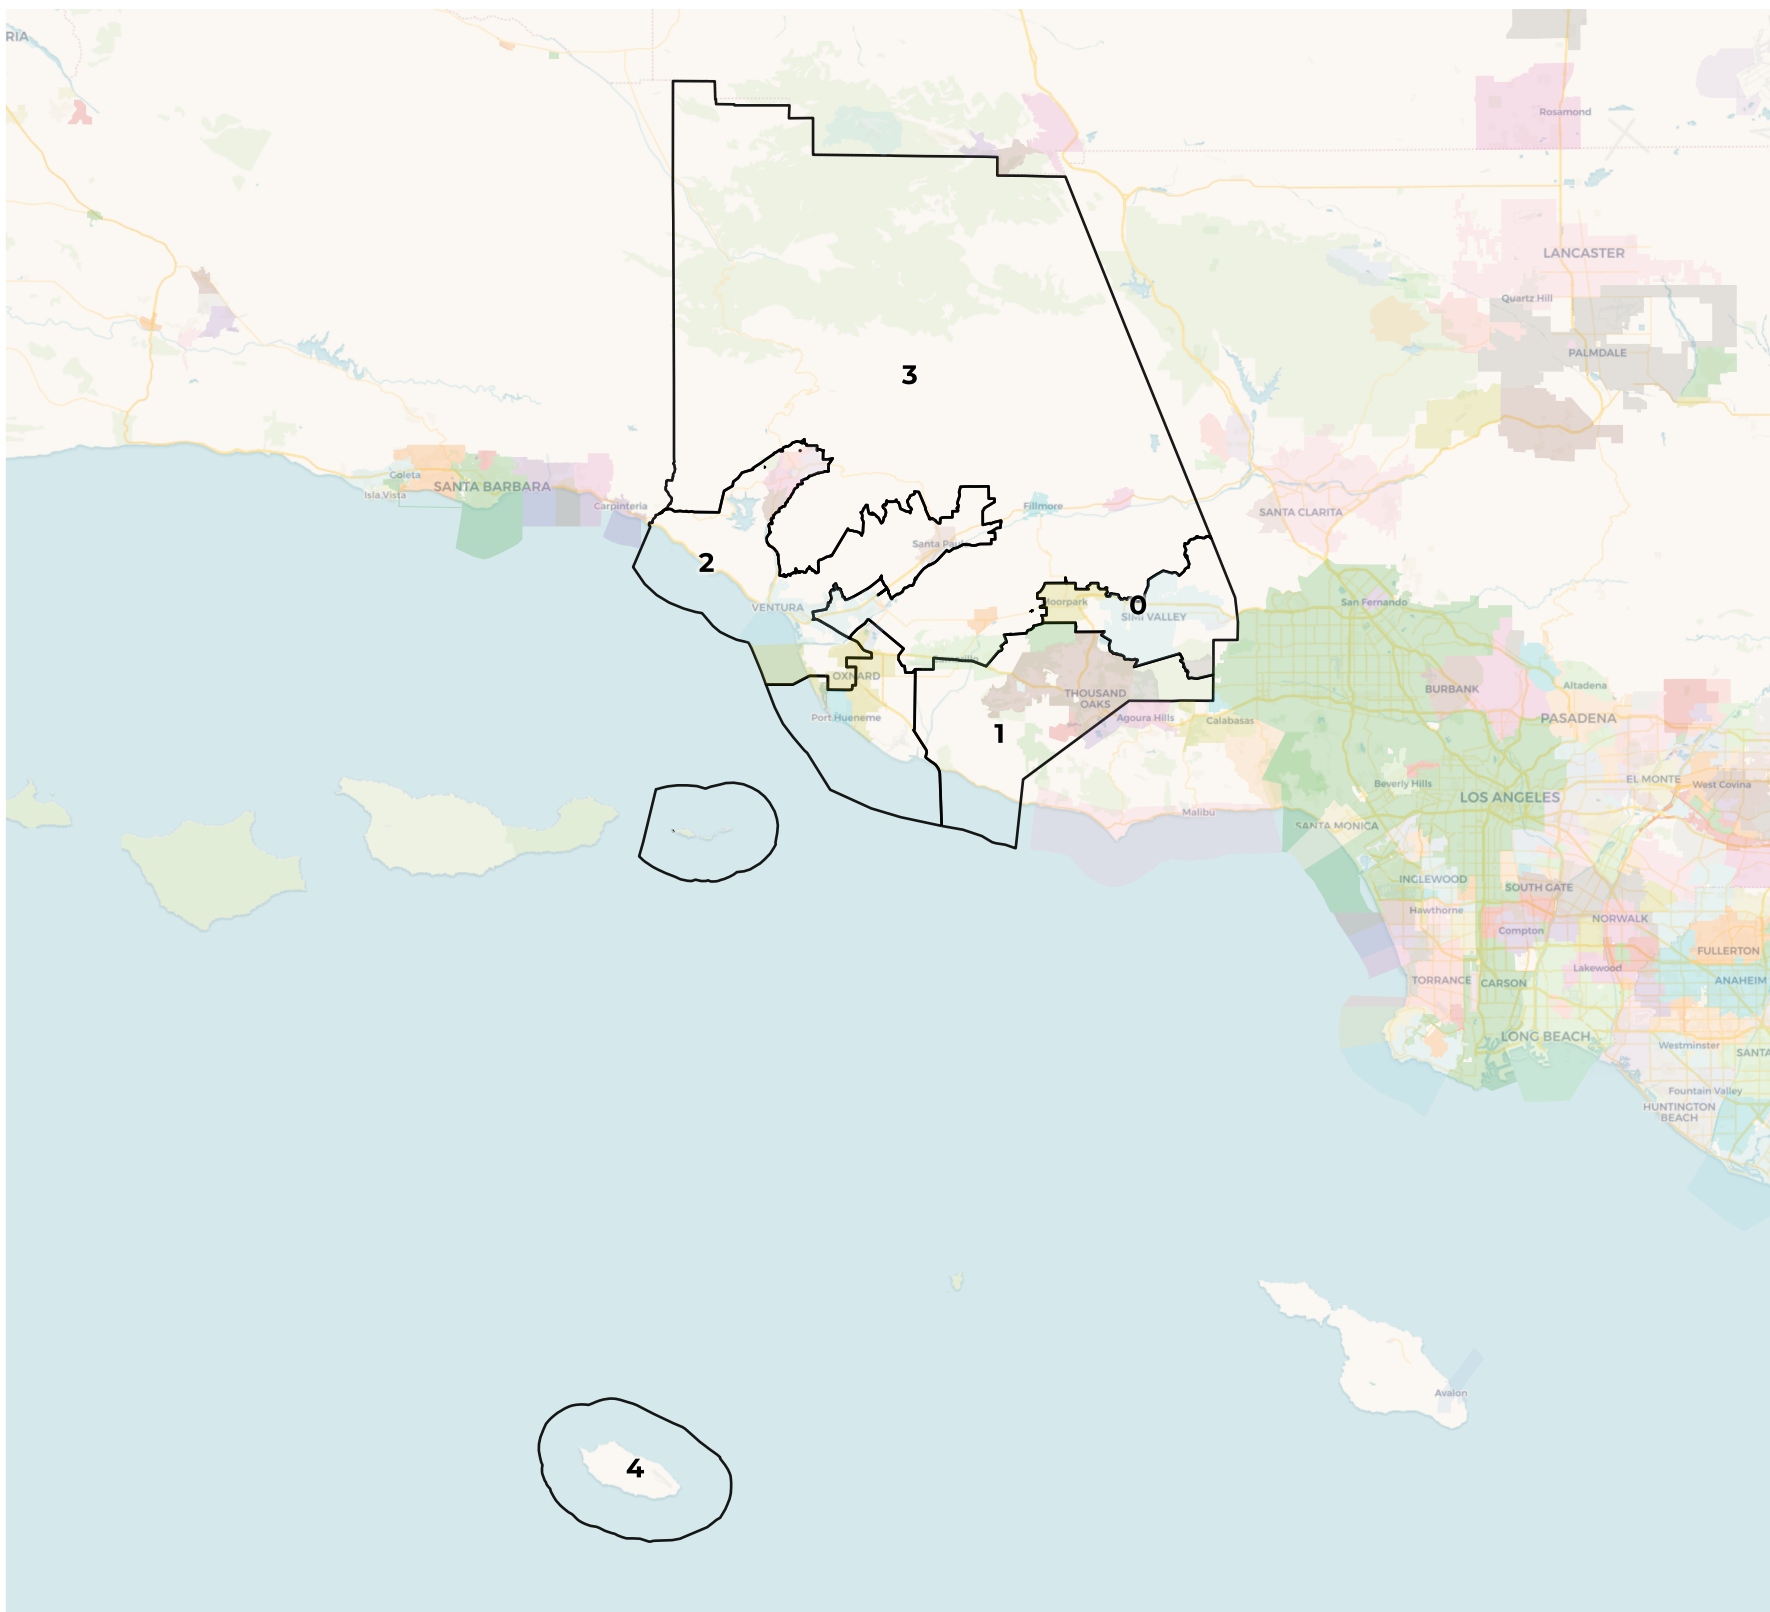 RIA
Rosamond
LANCASTER
Quartz Hill
PALMDALE
3
Goleta
SANTA BARBARA
Isla Vista
Carpinteria
Fillmore
SANTA CLARITA
Santa Paula
2
VENTURA
Moorpark
0
SIMI VALLEY
San Fernando
Camarillo
OXNARD
THOUSAND
OAKS
BURBANK
Altadena
Port Hueneme
Agoura Hills
Calabasas
PASADENA
1
EL MONTE
Beverly Hills
West Covina
LOS ANGELES
Malibu
SANTA MONICA
INGLEWOOD
SOUTH GATE
Hawthorne
NORWALK
Compton
FULLERTON
Lakewood
TORRANCE
CARSON
ANAHEIM
LONG BEACH
Westminster
SANTA
Fountain Valley
HUNTINGTON
BEACH
Avalon
4